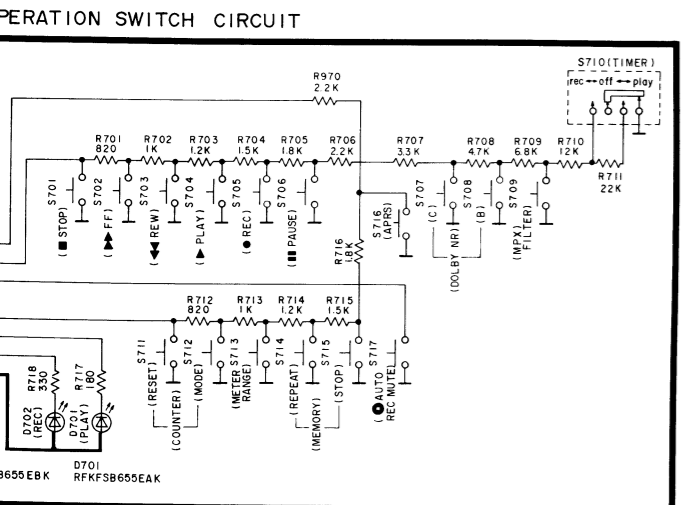 PERATION SWITCH CIRCUIT
S710(TIMER)
rec ↔ off ↔ play
R970
2.2K
R701
820
R702
1K
R703
1.2K
R704
1.5K
R705
1.8K
R706
2.2K
R707
3.3K
R708
4.7K
R709
6.8K
R710
12K
R711
22K
S701
(■ STOP)
S702
(▲▲ FF)
S703
(▼▼ REW)
S704
(▲ PLAY)
S705
(● REC)
S706
(▮▮ PAUSE)
R716
1.8K
S716
(APRS)
S707
(C)
S708
(B)
(DOLBY NR)
S709
(MPX FILTER)
R712
820
R713
1K
R714
1.2K
R715
1.5K
S711
(RESET)
S712
(MODE)
(COUNTER)
S713
(METER RANGE)
S714
(REPEAT)
S715
(STOP)
(MEMORY)
S717
(AUTO REC MUTE)
R718
330
R717
180
D702
(REC)
D701
(PLAY)
B655EBK
D701
RFKFSB655EAK